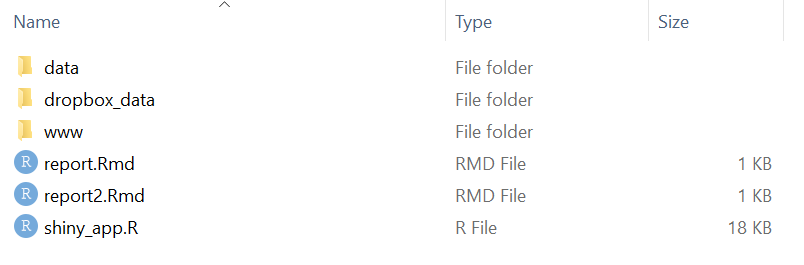 Name Type Size
data File folder
dropbox_data File folder
www File folder
R report.Rmd RMD File 1 KB
R report2.Rmd RMD File 1 KB
R shiny_app.R R File 18 KB